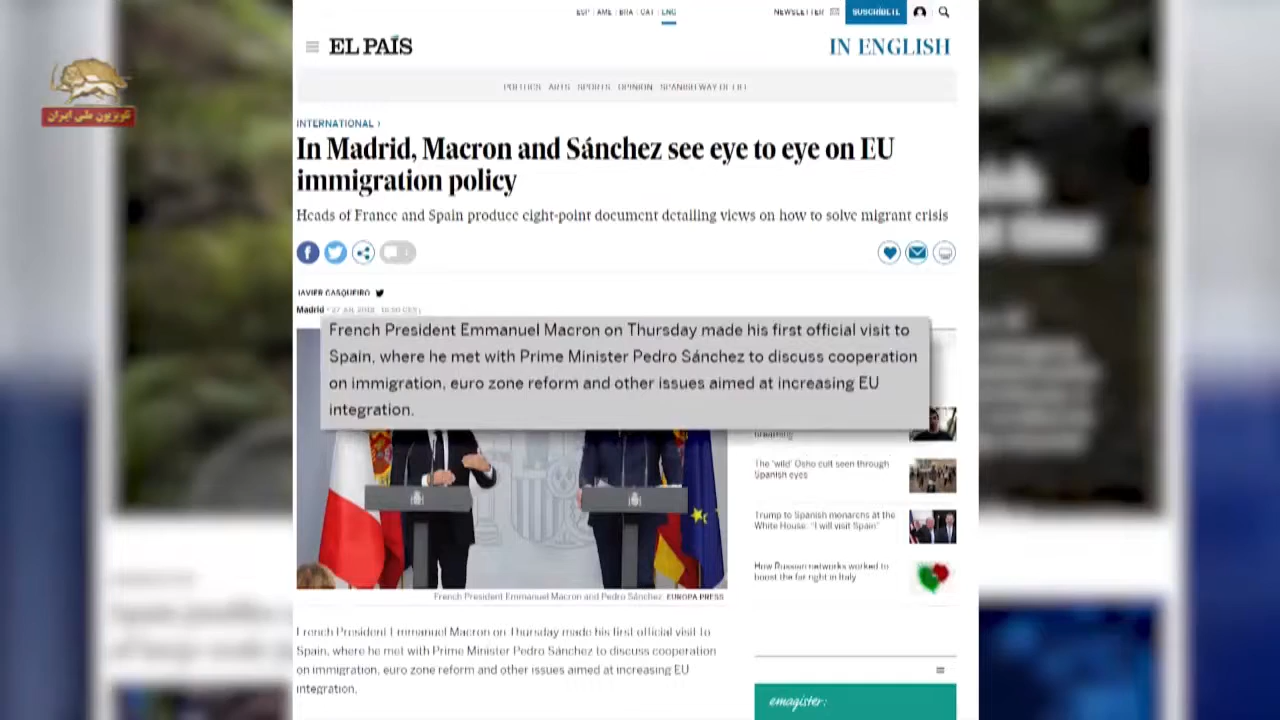 ESP AME BRA CAT ENG
NEWSLETTER
SUSCRÍBETE
EL PAÍS
IN ENGLISH
تلویزیون ملی ایران
POLITICS ARTS SPORTS OPINION SPANISH WAY OF LIFE
INTERNATIONAL ›
In Madrid, Macron and Sánchez see eye to eye on EU
immigration policy
Heads of France and Spain produce eight-point document detailing views on how to solve migrant crisis
JAVIER CASQUEIRO
Madrid
French President Emmanuel Macron on Thursday made his first official visit to
Spain, where he met with Prime Minister Pedro Sánchez to discuss cooperation
on immigration, euro zone reform and other issues aimed at increasing EU
integration.
The 'wild' Osho cult seen through
Spanish eyes
Trump to Spanish monarchs at the
White House: "I will visit Spain"
How Russian networks worked to
boost the far right in Italy
French President Emmanuel Macron and Pedro Sánchez EUROPA PRESS
French President Emmanuel Macron on Thursday made his first official visit to
Spain, where he met with Prime Minister Pedro Sánchez to discuss cooperation
on immigration, euro zone reform and other issues aimed at increasing EU
integration.
emagister: